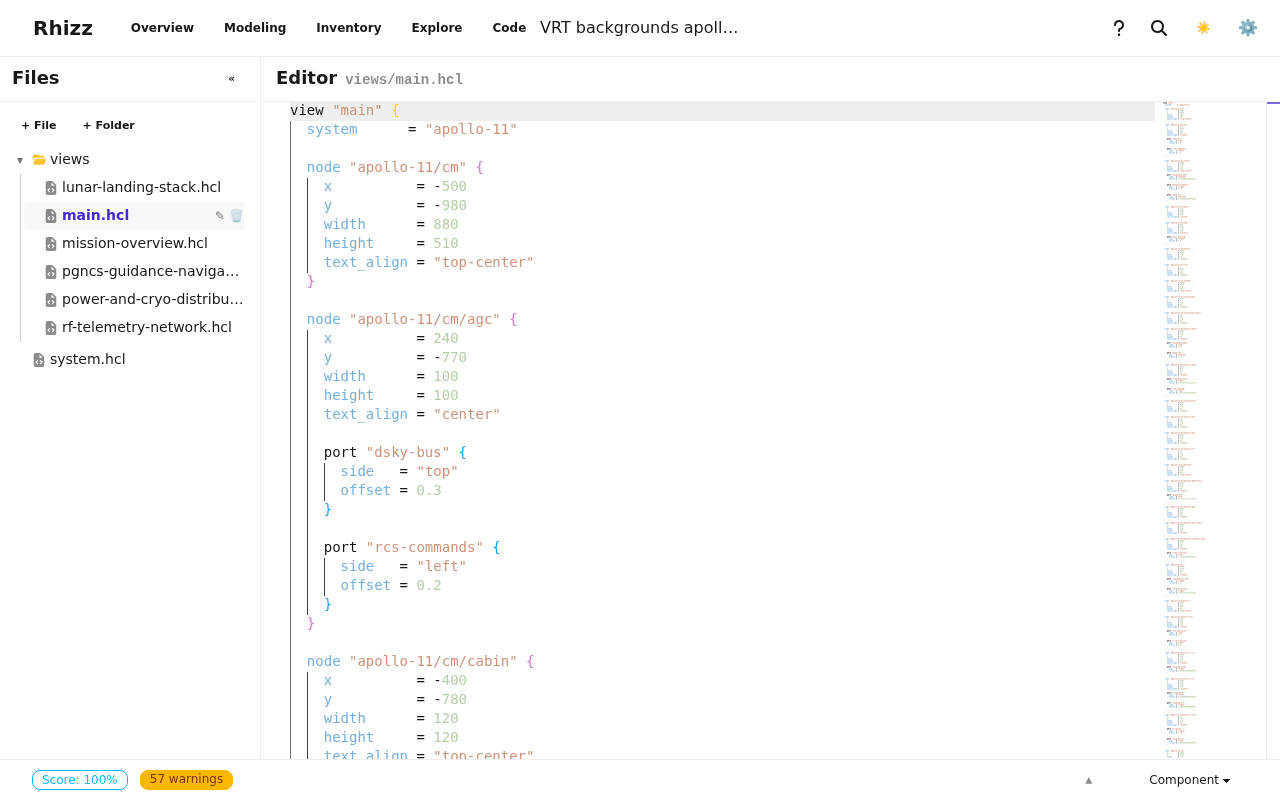 Rhizz Overview Modeling Inventory Explore Code VRT backgrounds apoll…
Files «
Editor views/main.hcl
+ File + Folder
views
lunar-landing-stack.hcl
main.hcl
mission-overview.hcl
pgncs-guidance-naviga…
power-and-cryo-distribu…
rf-telemetry-network.hcl
system.hcl
view "main" {
  system      = "apollo-11"
  node "apollo-11/cm" {
    x          = -500
    y          = -980
    width      = 880
    height     = 510
    text_align = "top-center"
  }
  node "apollo-11/cm/agc" {
    x          = 240
    y          = -770
    width      = 100
    height     = 100
    text_align = "center"
    port "dsky-bus" {
      side   = "top"
      offset = 0.3
    }
    port "rcs-commands" {
      side   = "left"
      offset = 0.2
    }
  }
  node "apollo-11/cm/cabin" {
    x          = -400
    y          = -780
    width      = 120
    height     = 120
    text_align = "top-center"
Score: 100% 57 warnings ▲ Component